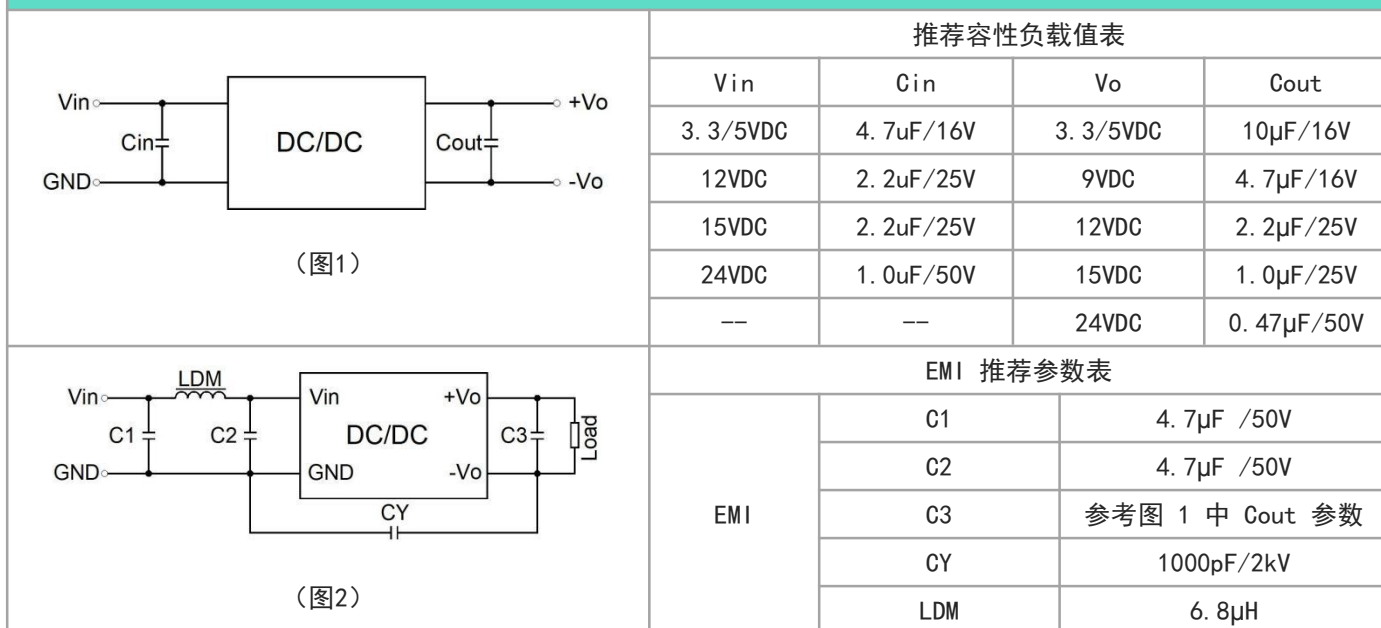 推荐容性负载值表
Vin Cin Vo Cout
3.3/5VDC 4.7uF/16V 3.3/5VDC 10μF/16V
12VDC 2.2uF/25V 9VDC 4.7μF/16V
15VDC 2.2uF/25V 12VDC 2.2μF/25V
24VDC 1.0uF/50V 15VDC 1.0μF/25V
-- -- 24VDC 0.47μF/50V
Vin +Vo
Cin DC/DC Cout
GND -Vo
（图1）
LDM
Vin Vin +Vo
C1 C2 DC/DC C3 Load
GND GND -Vo
CY
（图2）
EMI 推荐参数表
EMI
C1 4.7μF /50V
C2 4.7μF /50V
C3 参考图 1 中 Cout 参数
CY 1000pF/2kV
LDM 6.8μH